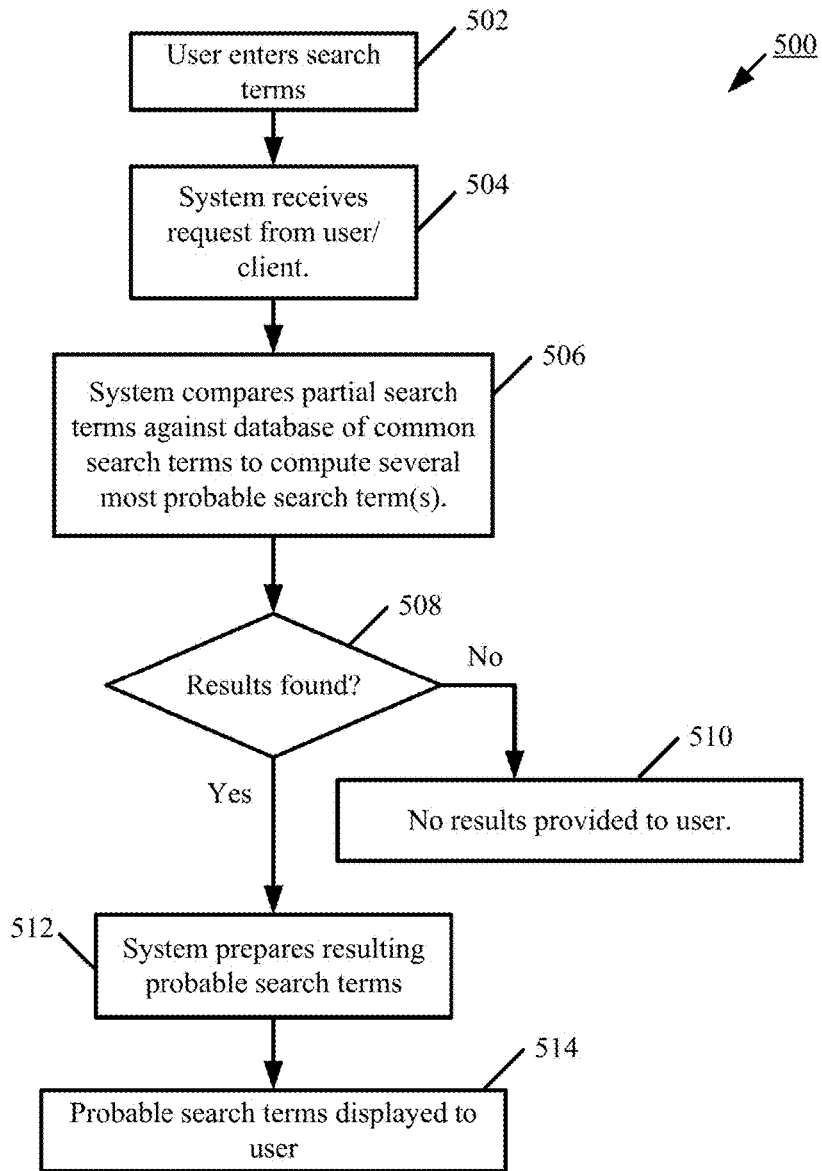 502
500
User enters search
terms
504
System receives
request from user/
client.
506
System compares partial search
terms against database of common
search terms to compute several
most probable search term(s).
508
Results found?
No
Yes
510
No results provided to user.
512
System prepares resulting
probable search terms
514
Probable search terms displayed to
user